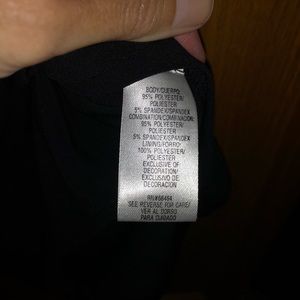 BODY/CUERPO
95% POLYESTER/
POLIESTER
5% SPANDEX/SPANDEX
COMBINATION/COMBINACION
95% POLYESTER/
POLIESTER
5% SPANDEX/SPANDEX
LINING/FORRO
100% POLYESTER/
POLIESTER
EXCLUSIVE OF
DECORATION/
EXCLUSIVO DE
DECORACION
SEE REVERSE FOR CARE/
VER AL DORSO
PARA CUIDADO